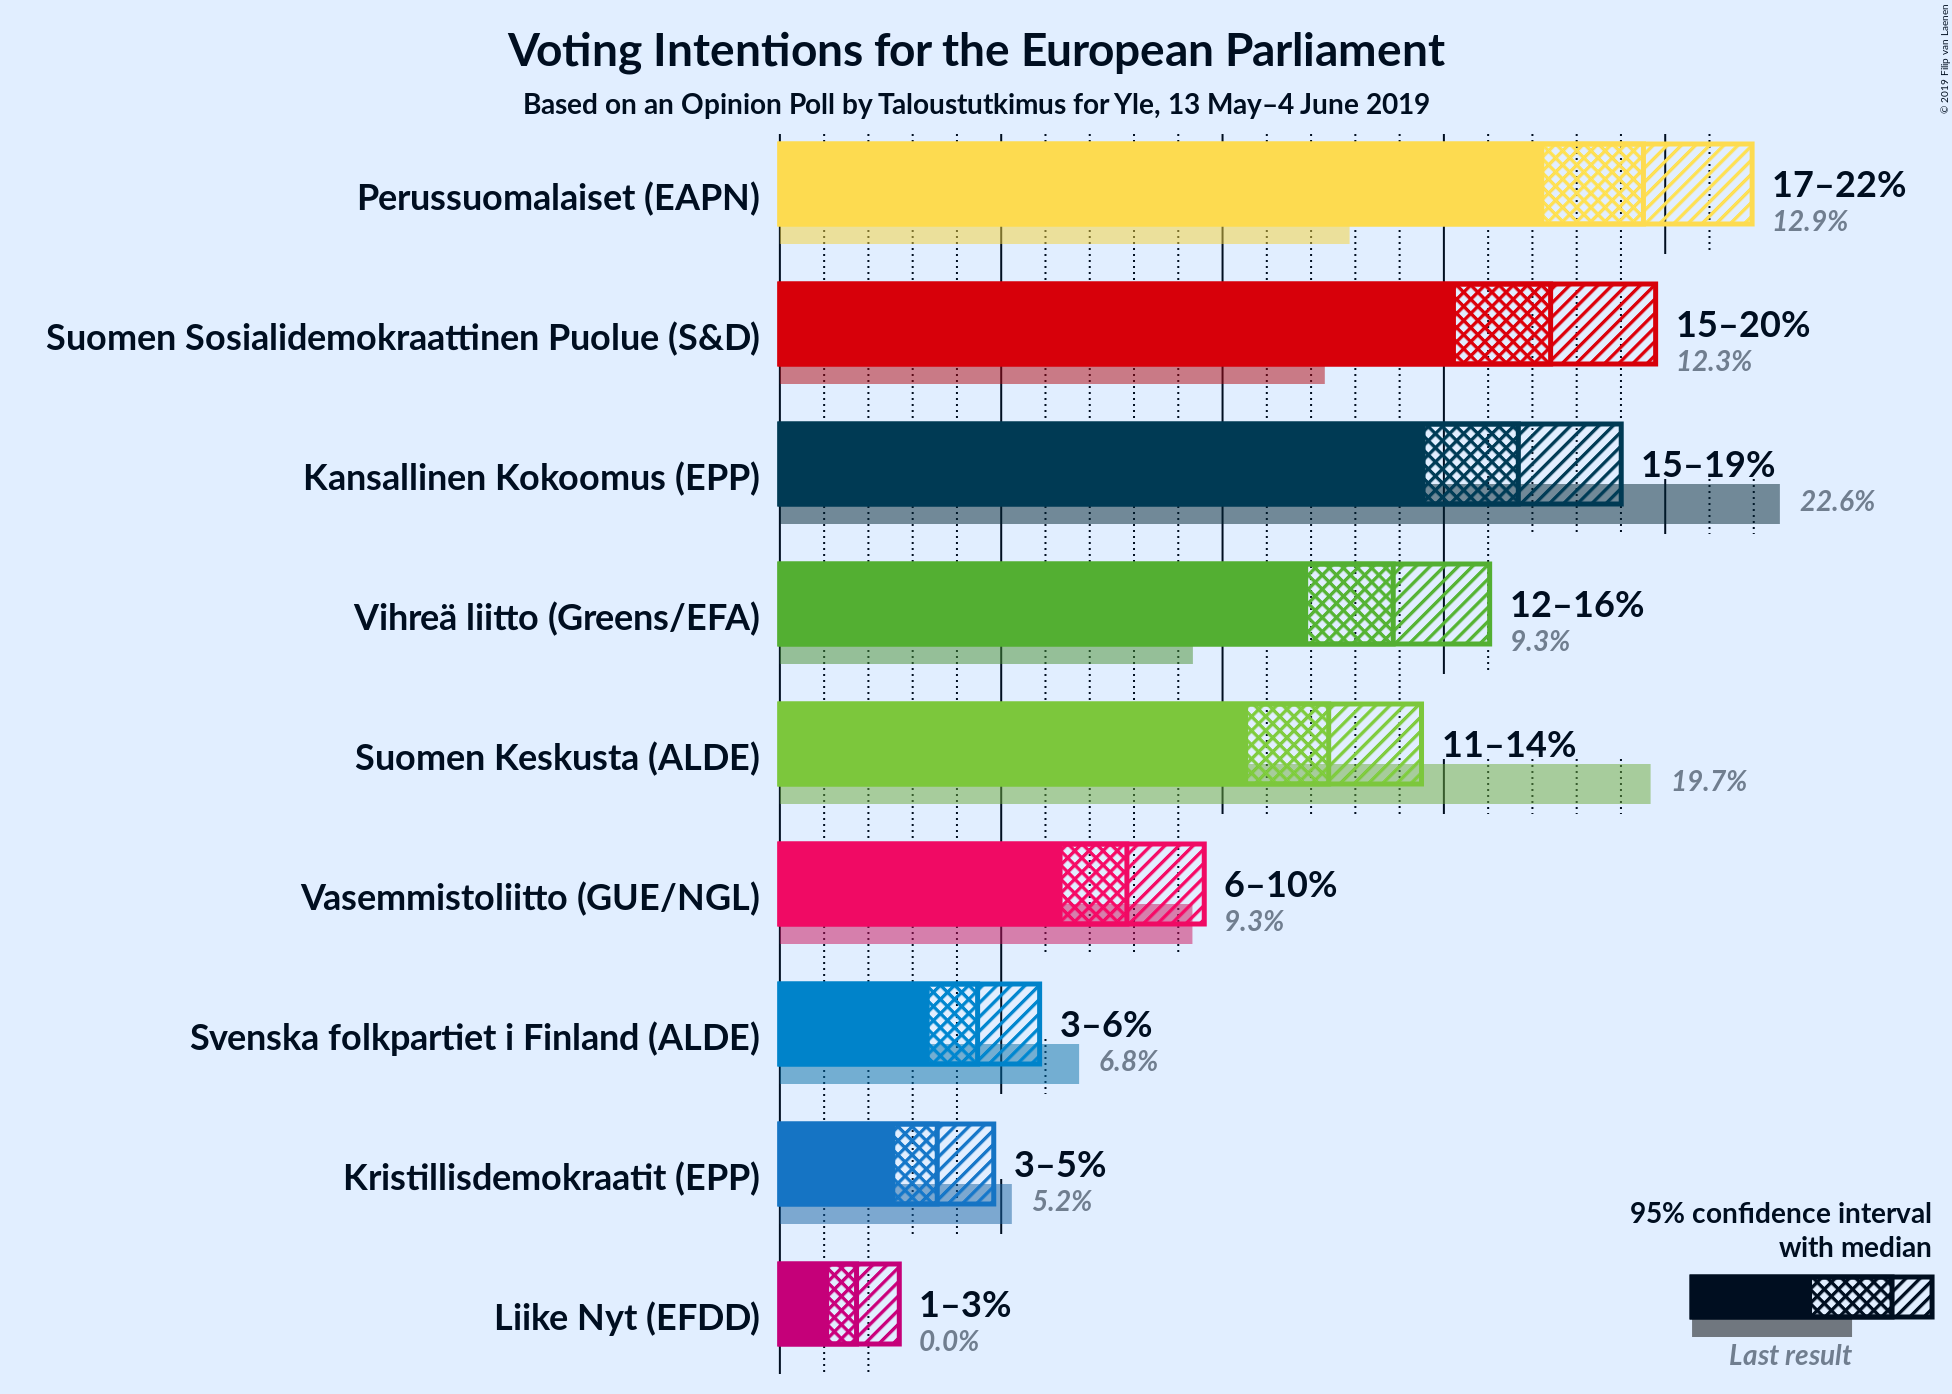 Voting Intentions for the European Parliament
Based on an Opinion Poll by Taloustutkimus for Yle, 13 May–4 June 2019
© 2019 Filip van Laenen
Perussuomalaiset (EAPN)
17–22%
12.9%
Suomen Sosialidemokraattinen Puolue (S&D)
15–20%
12.3%
Kansallinen Kokoomus (EPP)
15–19%
22.6%
Vihreä liitto (Greens/EFA)
12–16%
9.3%
Suomen Keskusta (ALDE)
11–14%
19.7%
Vasemmistoliitto (GUE/NGL)
6–10%
9.3%
Svenska folkpartiet i Finland (ALDE)
3–6%
6.8%
Kristillisdemokraatit (EPP)
3–5%
5.2%
Liike Nyt (EFDD)
1–3%
0.0%
95% confidence interval
with median
Last result